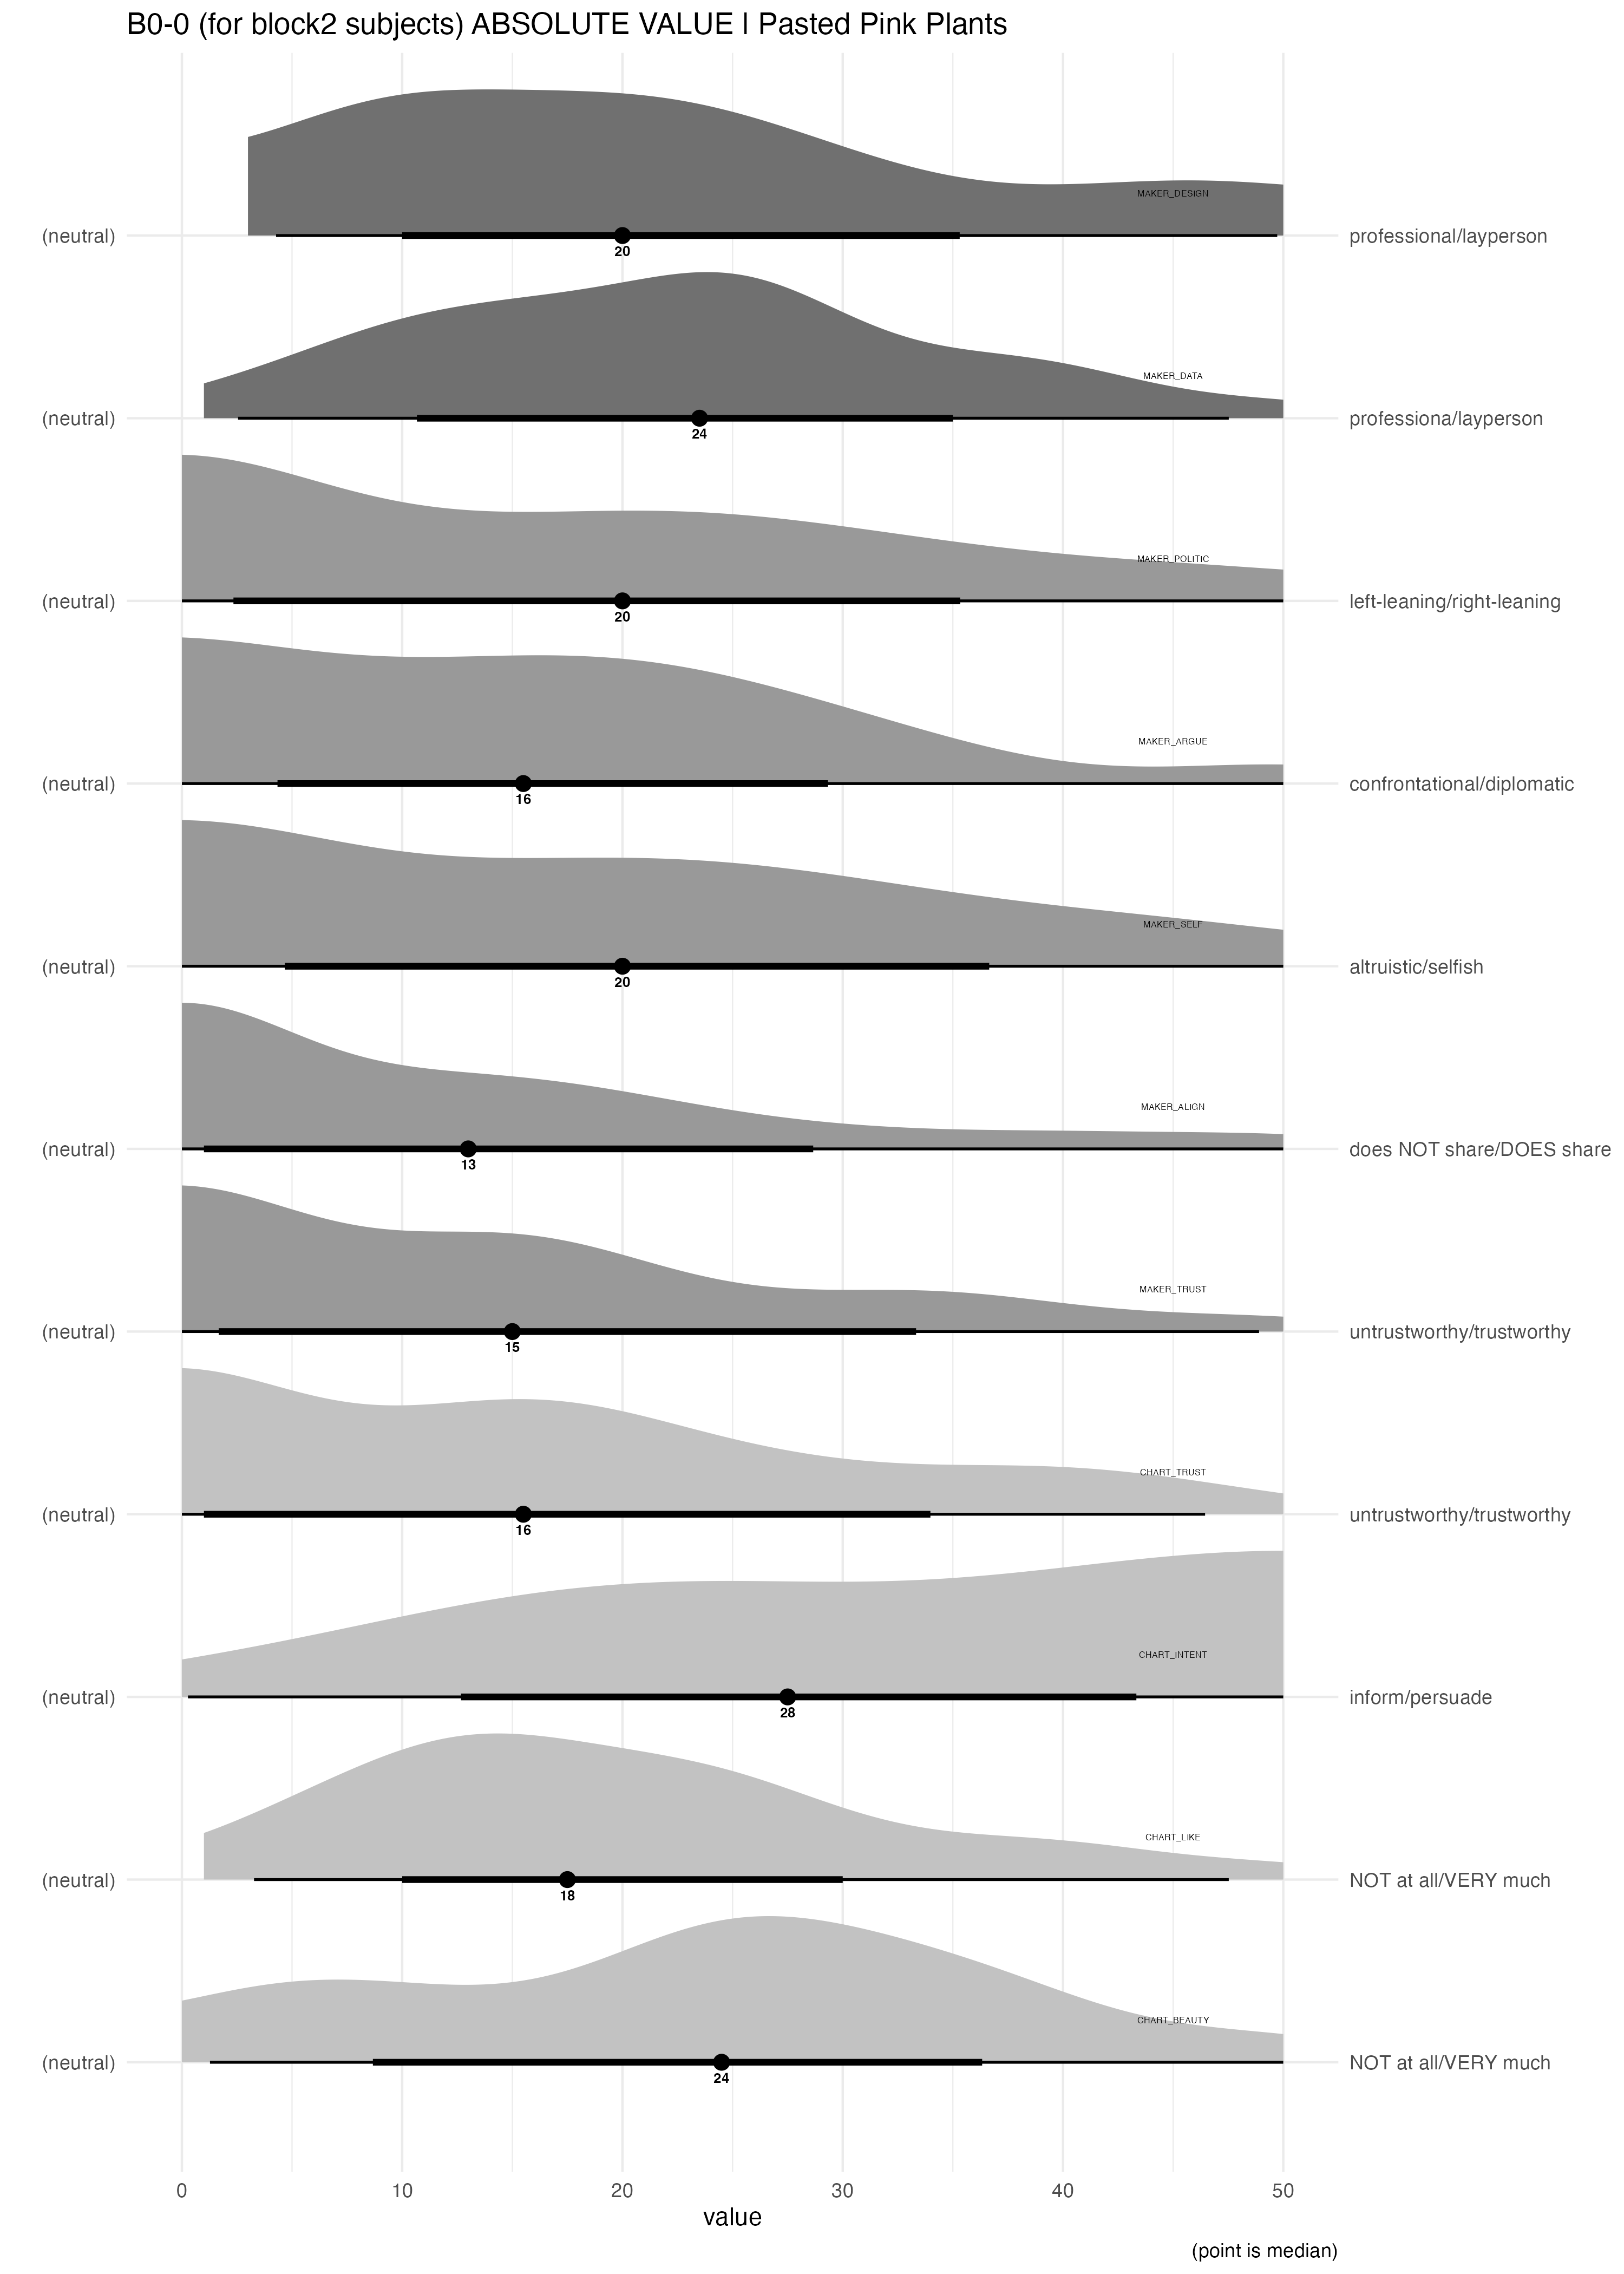 B0-0 (for block2 subjects) ABSOLUTE VALUE | Pasted Pink Plants
MAKER_DESIGN
(neutral) professional/layperson
20
MAKER_DATA
(neutral) professiona/layperson
24
MAKER_POLITIC
(neutral) left-leaning/right-leaning
20
MAKER_ARGUE
(neutral) confrontational/diplomatic
16
MAKER_SELF
(neutral) altruistic/selfish
20
MAKER_ALIGN
(neutral) does NOT share/DOES share
13
MAKER_TRUST
(neutral) untrustworthy/trustworthy
15
CHART_TRUST
(neutral) untrustworthy/trustworthy
16
CHART_INTENT
(neutral) inform/persuade
28
CHART_LIKE
(neutral) NOT at all/VERY much
18
CHART_BEAUTY
(neutral) NOT at all/VERY much
24
0 10 20 30 40 50
value
(point is median)